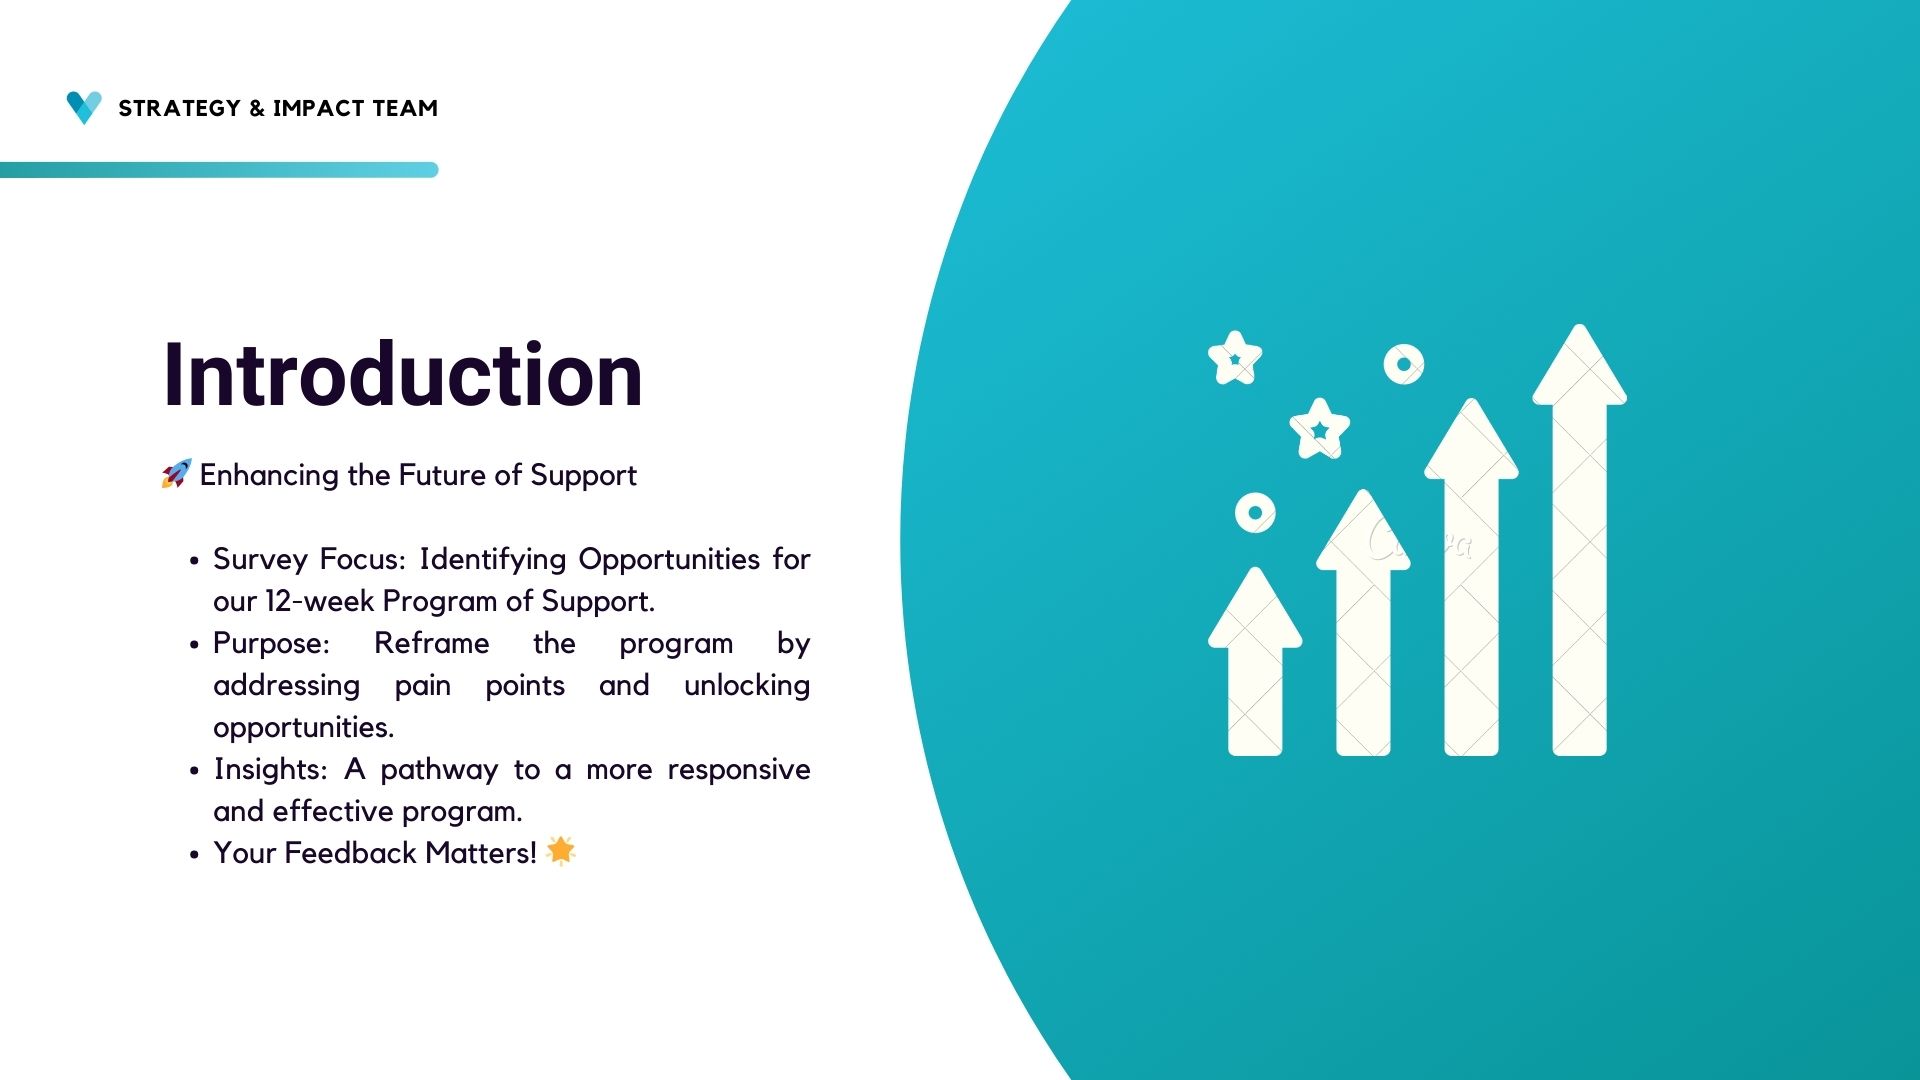 STRATEGY & IMPACT TEAM
Introduction
🚀 Enhancing the Future of Support
• Survey Focus: Identifying Opportunities for
our 12-week Program of Support.
• Purpose: Reframe the program by
addressing pain points and unlocking
opportunities.
• Insights: A pathway to a more responsive
and effective program.
• Your Feedback Matters! 🌟